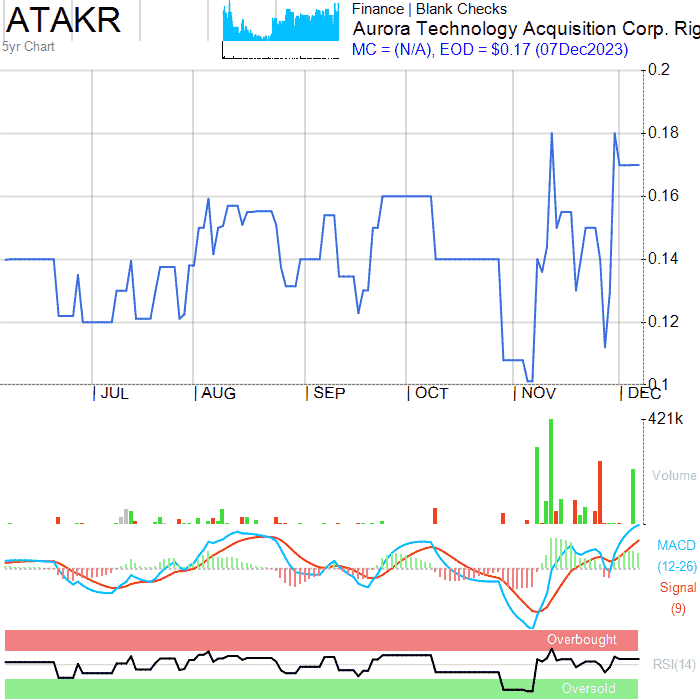 ATAKR
5yr Chart
Finance | Blank Checks
Aurora Technology Acquisition Corp. Rig
MC = (N/A), EOD = $0.17 (07Dec2023)
0.2
0.18
0.16
0.14
0.12
0.1
JUL AUG SEP OCT NOV DEC
421k
Volume
MACD
(12-26)
Signal
(9)
Overbought
RSI(14)
Oversold